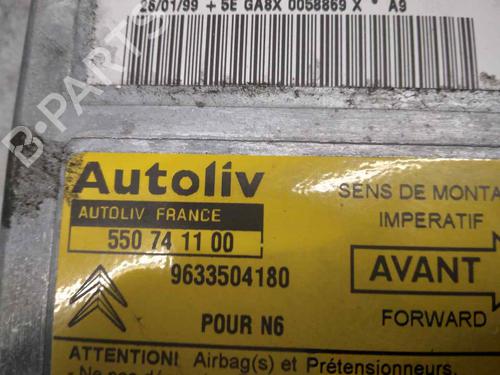 26/01/99 + 5E GA8X 0058869 X * A9
B-Parts
Autoliv
AUTOLIV FRANCE
550 74 11 00
9633504180
POUR N6
SENS DE MONTA
IMPERATIF
AVANT
FORWARD
ATTENTION! Airbag(s) et Prétensionneurs.